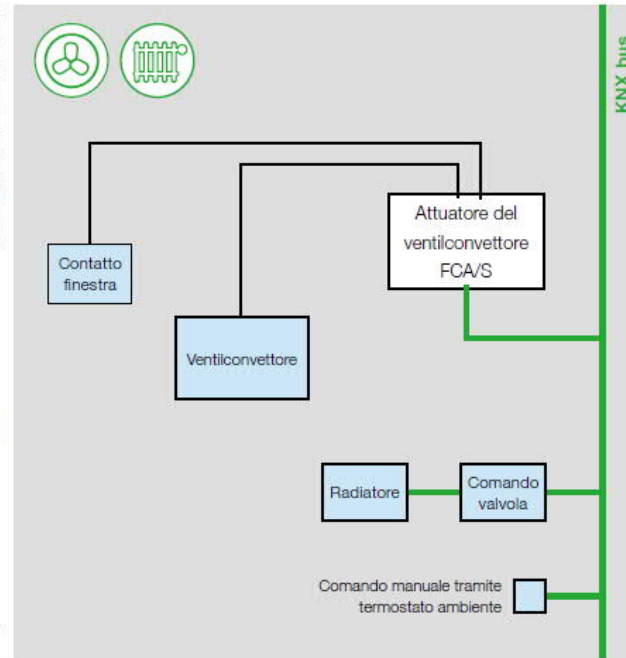 KNX bus
Attuatore del
ventilconvettore
FCA/S
Contatto
finestra
Ventilconvettore
Radiatore
Comando
valvola
Comando manuale tramite
termostato ambiente